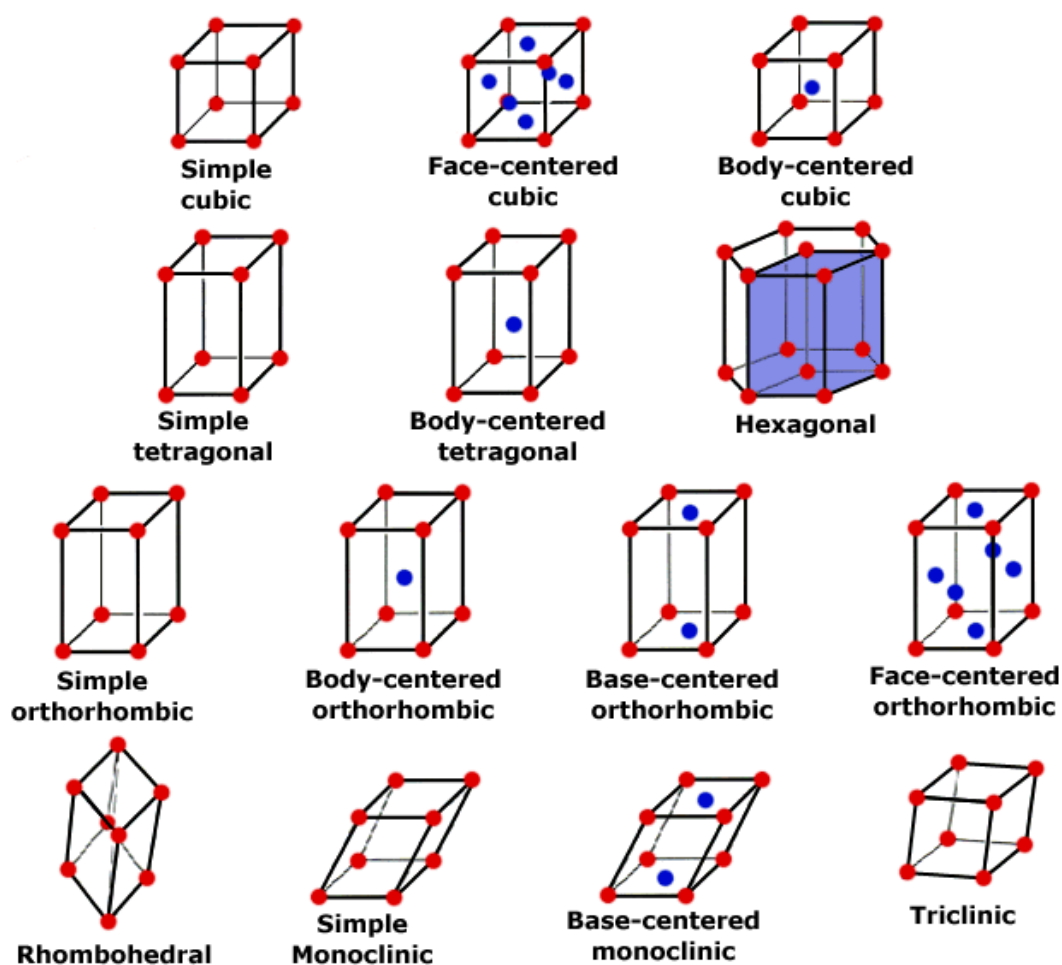 Simple
cubic
Face-centered
cubic
Body-centered
cubic
Simple
tetragonal
Body-centered
tetragonal
Hexagonal
Simple
orthorhombic
Body-centered
orthorhombic
Base-centered
orthorhombic
Face-centered
orthorhombic
Rhombohedral
Simple
Monoclinic
Base-centered
monoclinic
Triclinic